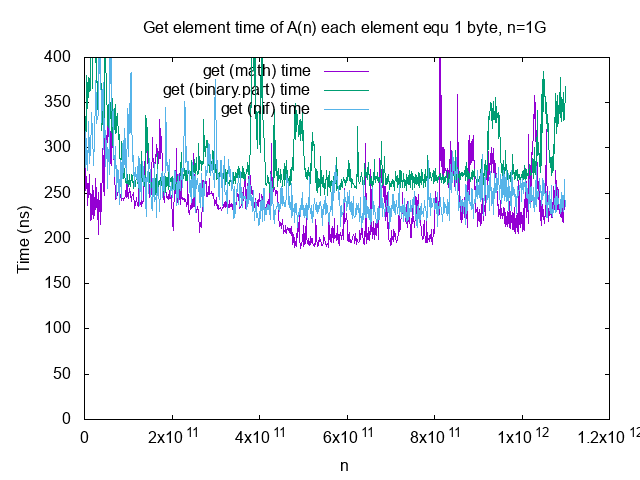 Get element time of A(n) each element equ 1 byte, n=1G
get (math) time
get (binary.part) time
get (nif) time
400
350
300
250
200
150
100
50
0
Time (ns)
0 2x10^11 4x10^11 6x10^11 8x10^11 1x10^12 1.2x10^12
n